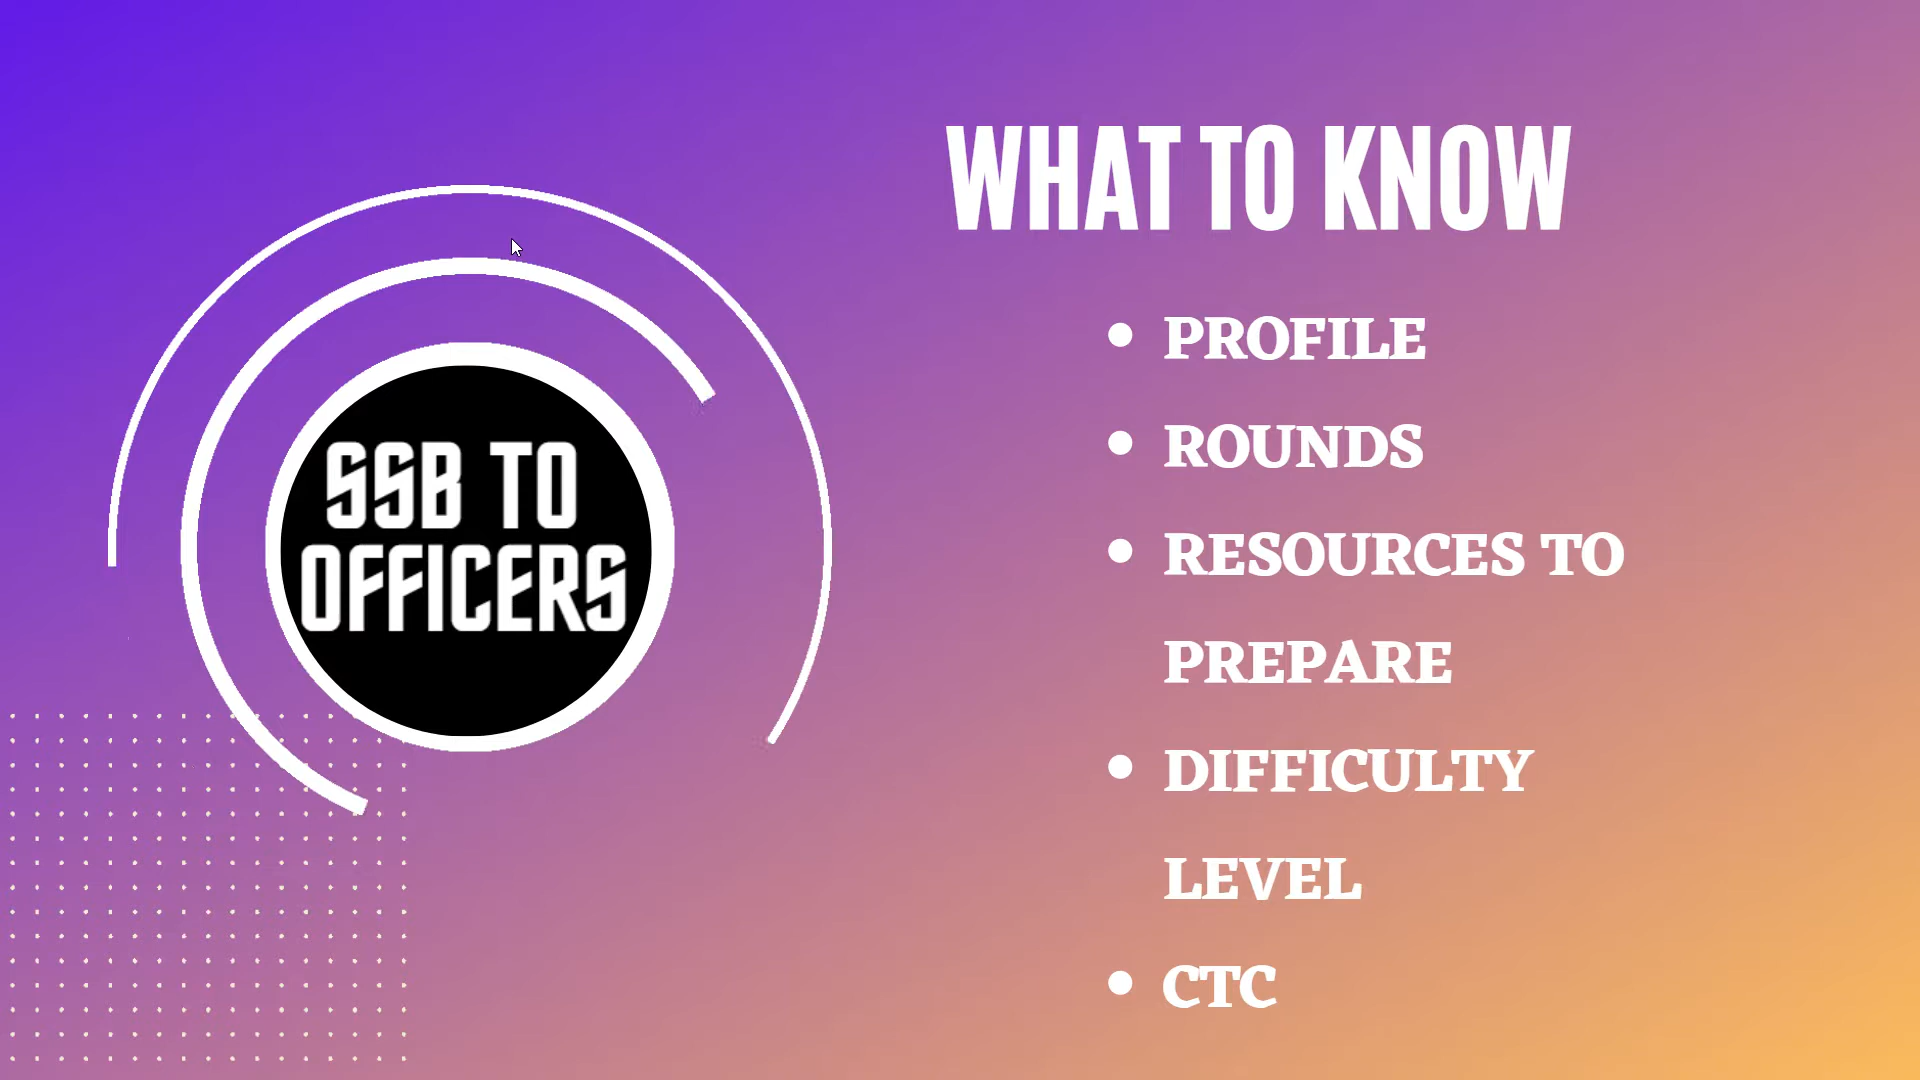 SSB TO
OFFICERS
WHAT TO KNOW
• PROFILE
• ROUNDS
• RESOURCES TO
PREPARE
• DIFFICULTY
LEVEL
• CTC